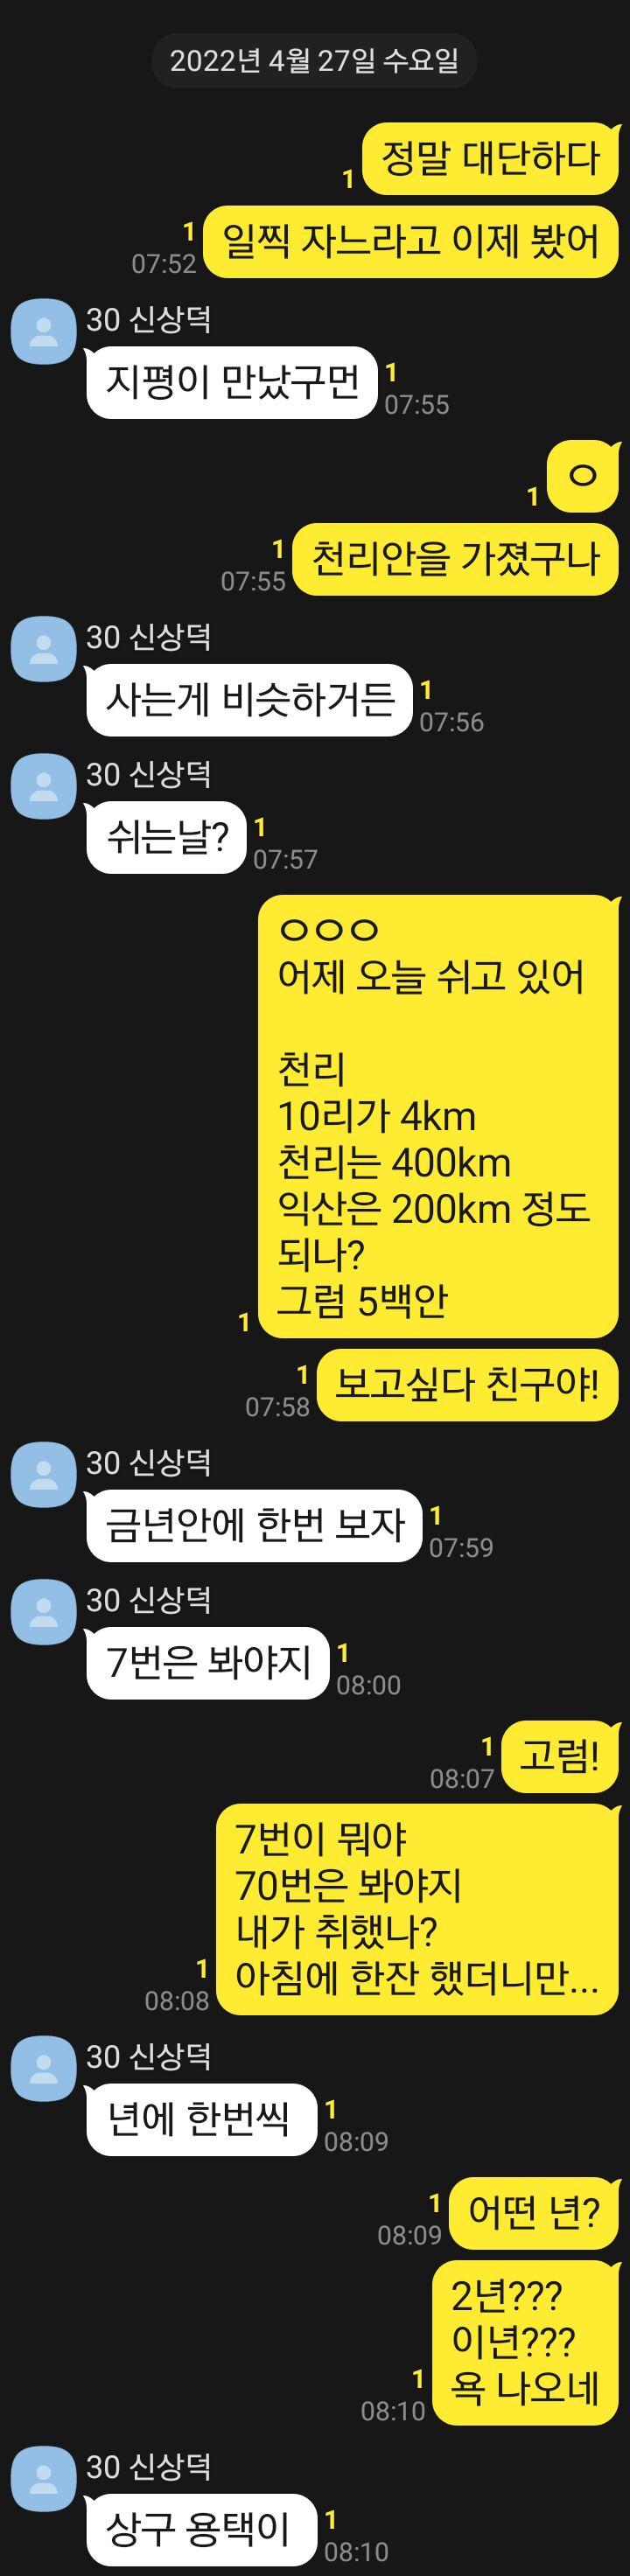 2022년 4월 27일 수요일
정말 대단하다
1
일찍 자느라고 이제 봤어
1
07:52
30 신상덕
지평이 만났구먼
1
07:55
ㅇ
1
천리안을 가졌구나
1
07:55
30 신상덕
사는게 비슷하거든
1
07:56
30 신상덕
쉬는날?
1
07:57
ㅇㅇㅇ
어제 오늘 쉬고 있어
천리
10리가 4km
천리는 400km
익산은 200km 정도
되나?
그럼 5백안
1
보고싶다 친구야!
1
07:58
30 신상덕
금년안에 한번 보자
1
07:59
30 신상덕
7번은 봐야지
1
08:00
고럼!
1
08:07
7번이 뭐야
70번은 봐야지
내가 취했나?
아침에 한잔 했더니만...
1
08:08
30 신상덕
년에 한번씩
1
08:09
어떤 년?
1
08:09
2년???
이년???
욕 나오네
1
08:10
30 신상덕
상구 용택이
1
08:10